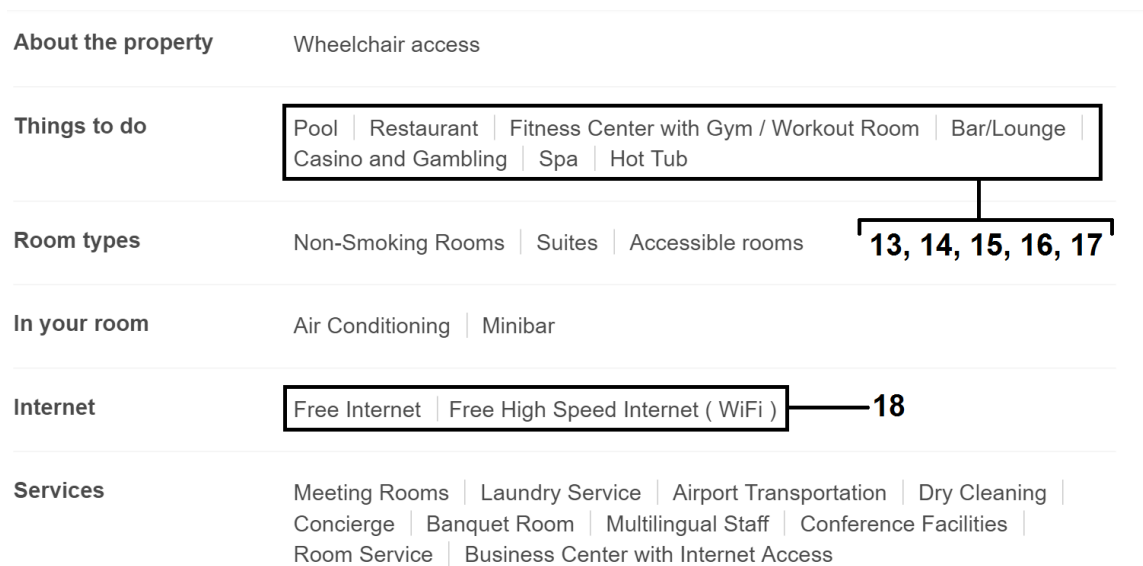 About the property Wheelchair access
Things to do Pool Restaurant Fitness Center with Gym / Workout Room Bar/Lounge
Casino and Gambling Spa Hot Tub
Room types Non-Smoking Rooms Suites Accessible rooms 13, 14, 15, 16, 17
In your room Air Conditioning Minibar
Internet Free Internet Free High Speed Internet ( WiFi ) 18
Services Meeting Rooms Laundry Service Airport Transportation Dry Cleaning
Concierge Banquet Room Multilingual Staff Conference Facilities
Room Service Business Center with Internet Access